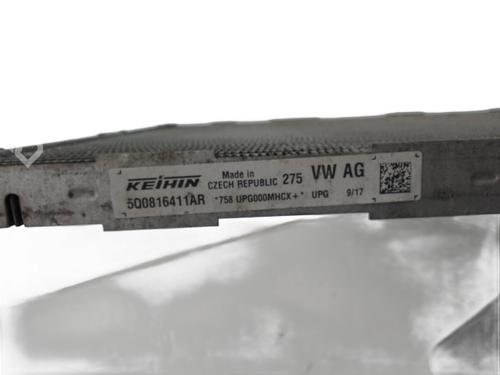 KEIHIN Made in CZECH REPUBLIC 275 VW AG
5Q0816411AR *758 UPG000MHCX+* UPG 9/17